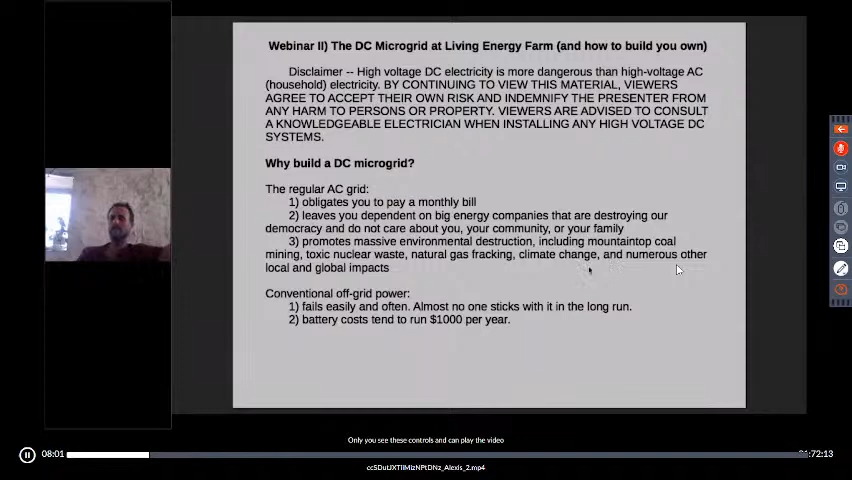 Webinar II) The DC Microgrid at Living Energy Farm (and how to build you own)
Disclaimer -- High voltage DC electricity is more dangerous than high-voltage AC
(household) electricity. BY CONTINUING TO VIEW THIS MATERIAL, VIEWERS
AGREE TO ACCEPT THEIR OWN RISK AND INDEMNIFY THE PRESENTER FROM
ANY HARM TO PERSONS OR PROPERTY. VIEWERS ARE ADVISED TO CONSULT
A KNOWLEDGEABLE ELECTRICIAN WHEN INSTALLING ANY HIGH VOLTAGE DC
SYSTEMS.
Why build a DC microgrid?
The regular AC grid:
1) obligates you to pay a monthly bill
2) leaves you dependent on big energy companies that are destroying our
democracy and do not care about you, your community, or your family
3) promotes massive environmental destruction, including mountaintop coal
mining, toxic nuclear waste, natural gas fracking, climate change, and numerous other
local and global impacts
Conventional off-grid power:
1) fails easily and often. Almost no one sticks with it in the long run.
2) battery costs tend to run $1000 per year.
Only you see these controls and can play the video
08:01